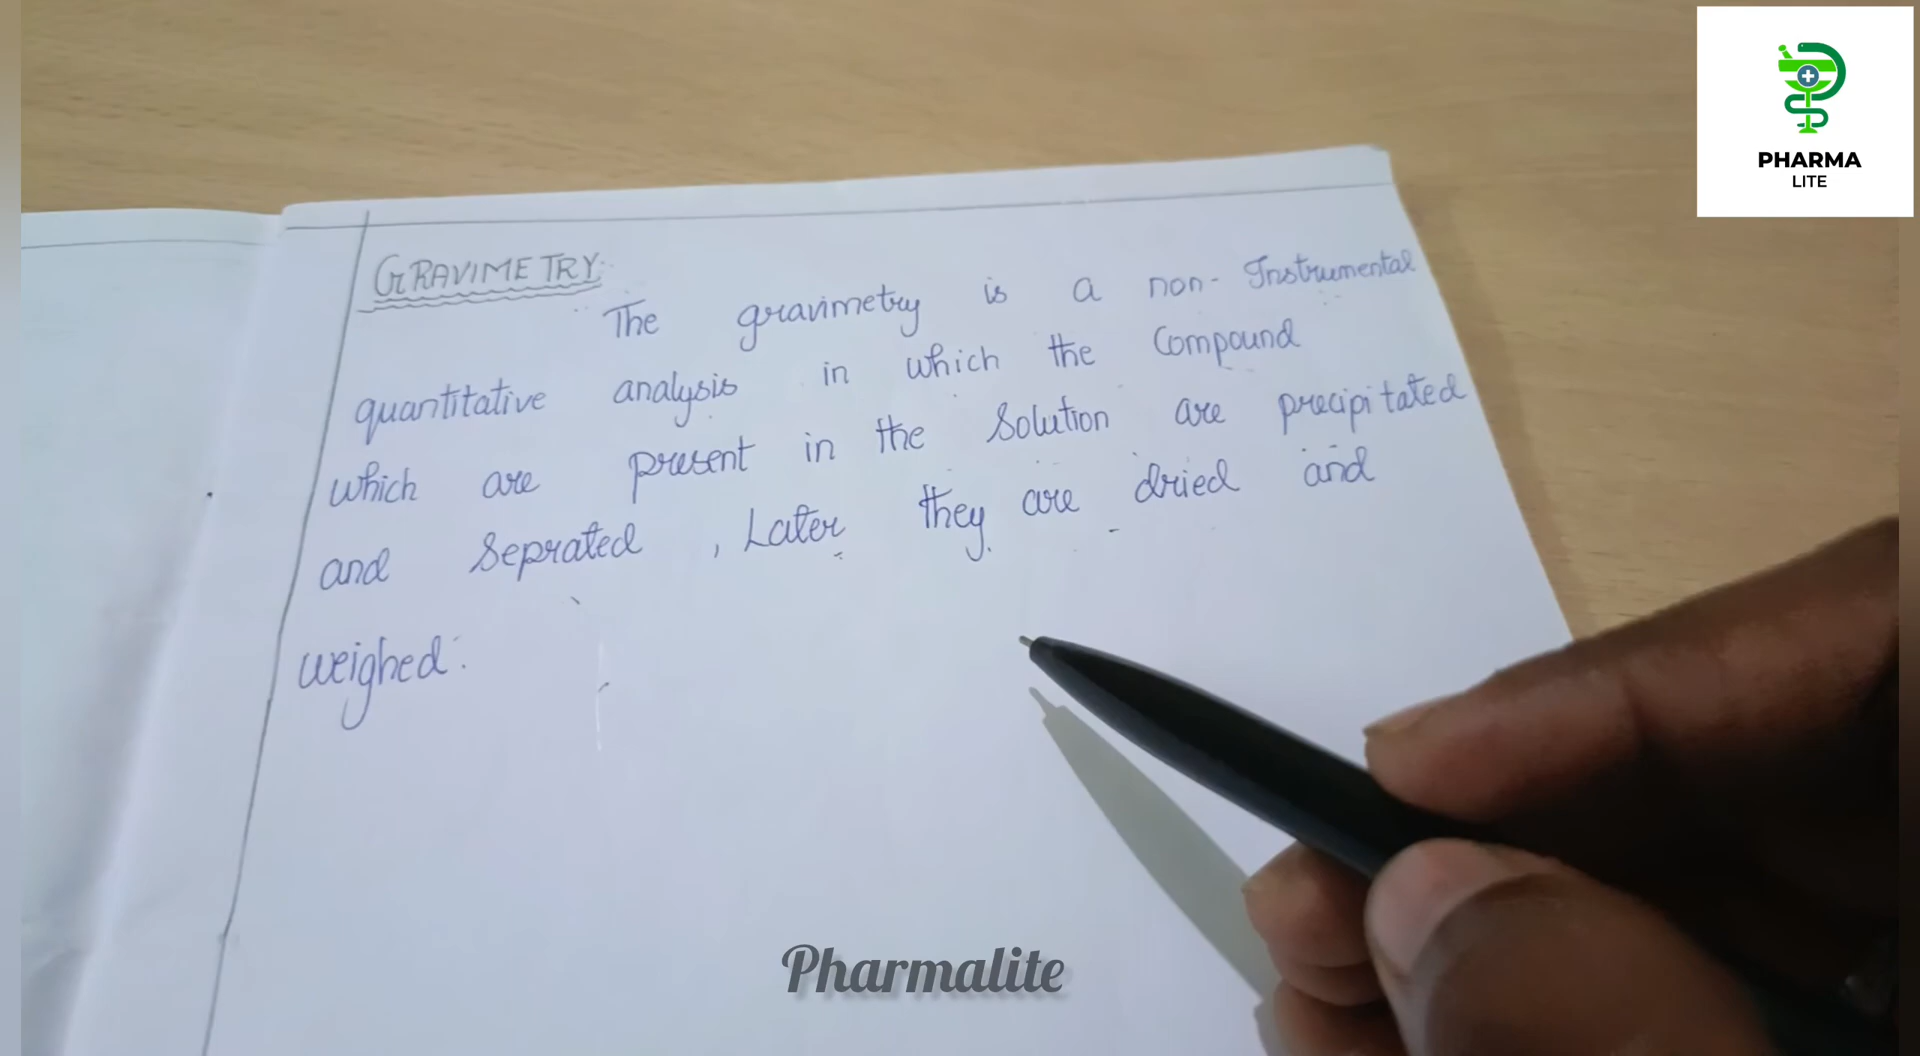 PHARMA
LITE
GRAVIMETRY:
The gravimetry is a non-Instrumental
quantitative analysis in which the Compound
which are present in the Solution are precipitated
and Seprated , Later they are dried and
weighed.
Pharmalite